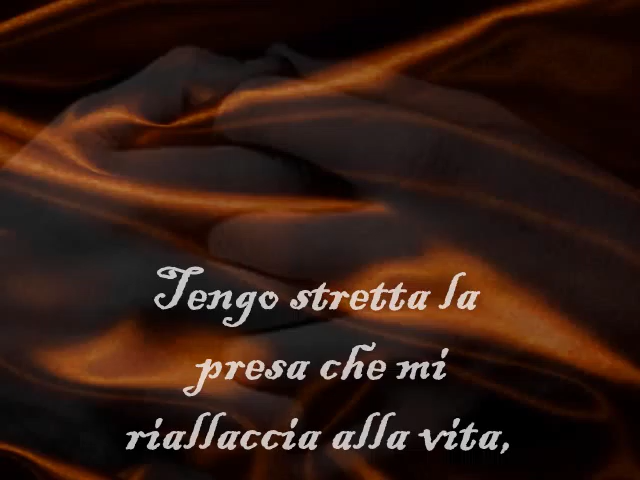 Tengo stretta la
presa che mi
riallaccia alla vita,